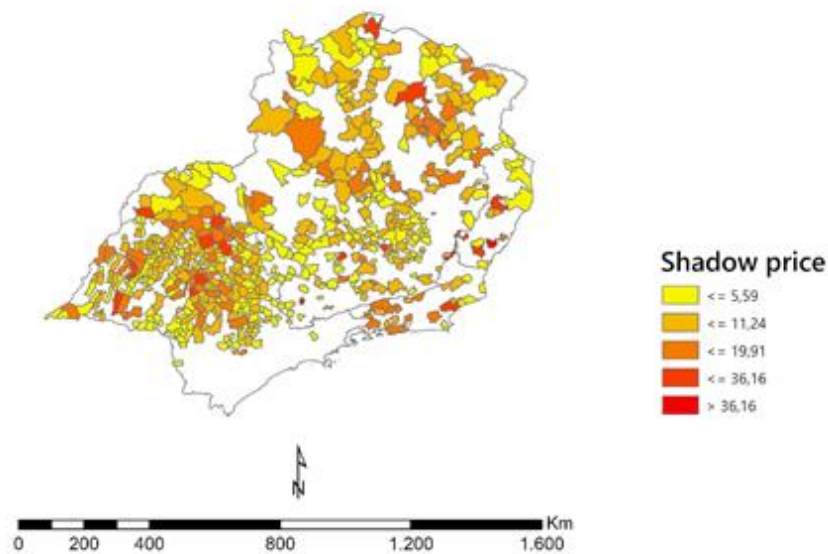 Shadow price
<= 5,59
<= 11,24
<= 19,91
<= 36,16
> 36,16
N
Km
0 200 400 800 1.200 1.600